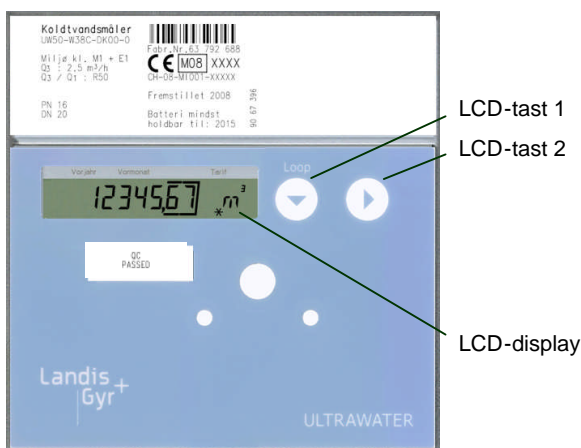 Koldtvandsmåler
UW50-W38C-DK00-0
Miljø kl. M1 + E1
Q3 : 2,5 m³/h
Q3 / Q1 : R50
PN 16
DN 20
Fabr.Nr.63 792 688
CE M08 XXXX
CH-08-MI001-XXXXX
Fremstillet 2008
Batteri mindst
holdbar til: 2015
90 67 396
LCD-tast 1
LCD-tast 2
Vorjahr Vormonat Tarif
Loop
12345,67 m³
QC
PASSED
LCD-display
Landis
Gyr+
ULTRAWATER